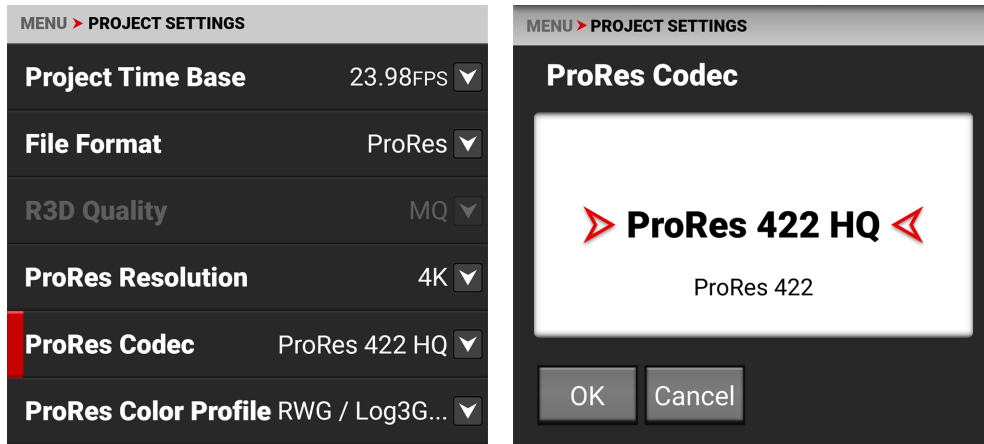 MENU PROJECT SETTINGS
Project Time Base 23.98FPS
File Format ProRes
R3D Quality MQ
ProRes Resolution 4K
ProRes Codec ProRes 422 HQ
ProRes Color Profile RWG / Log3G...
MENU PROJECT SETTINGS
ProRes Codec
ProRes 422 HQ
ProRes 422
OK Cancel